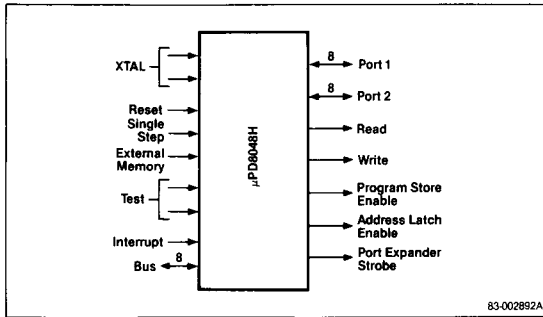 XTAL
Reset
Single
Step
External
Memory
Test
Interrupt
Bus
8
μPD8048H
8
Port 1
8
Port 2
Read
Write
Program Store
Enable
Address Latch
Enable
Port Expander
Strobe
83-002892A